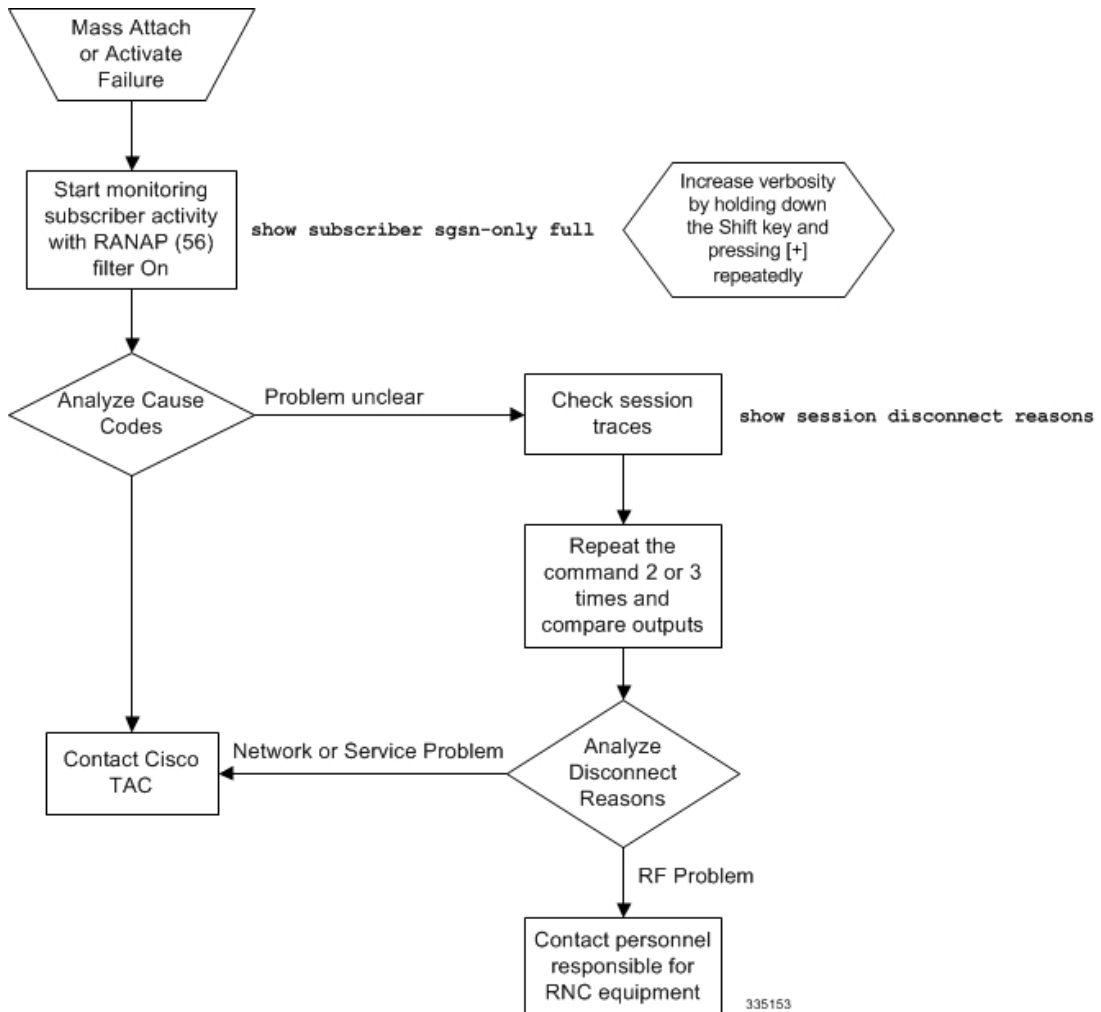 Mass Attach
or Activate
Failure
Start monitoring
subscriber activity
with RANAP (56)
filter On
show subscriber sgsn-only full
Increase verbosity
by holding down
the Shift key and
pressing [+]
repeatedly
Analyze Cause
Codes
Problem unclear
Check session
traces
show session disconnect reasons
Repeat the
command 2 or 3
times and
compare outputs
Contact Cisco
TAC
Network or Service Problem
Analyze
Disconnect
Reasons
RF Problem
Contact personnel
responsible for
RNC equipment
335153